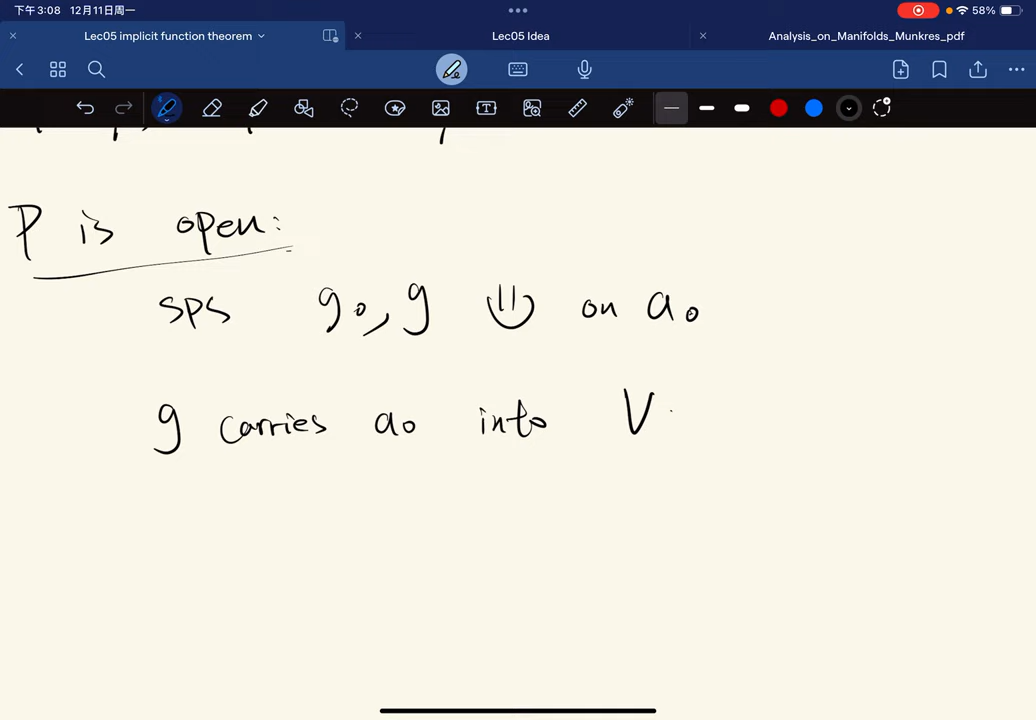 下午3:08 12月11日周一
58%
Lec05 implicit function theorem
Lec05 Idea
Analysis_on_Manifolds_Munkres_pdf
P is open:
sps g₀, g on a₀
g carries a₀ into V